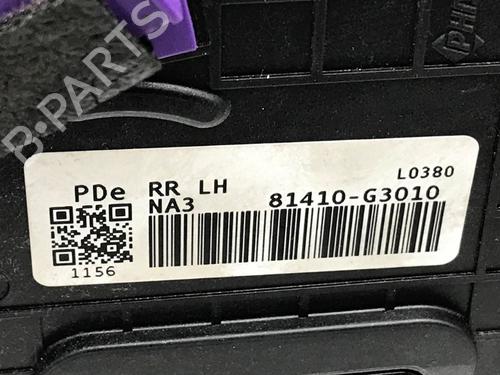 B-PARTS
L0380
PDe RR LH
NA3 81410-G3010
1156